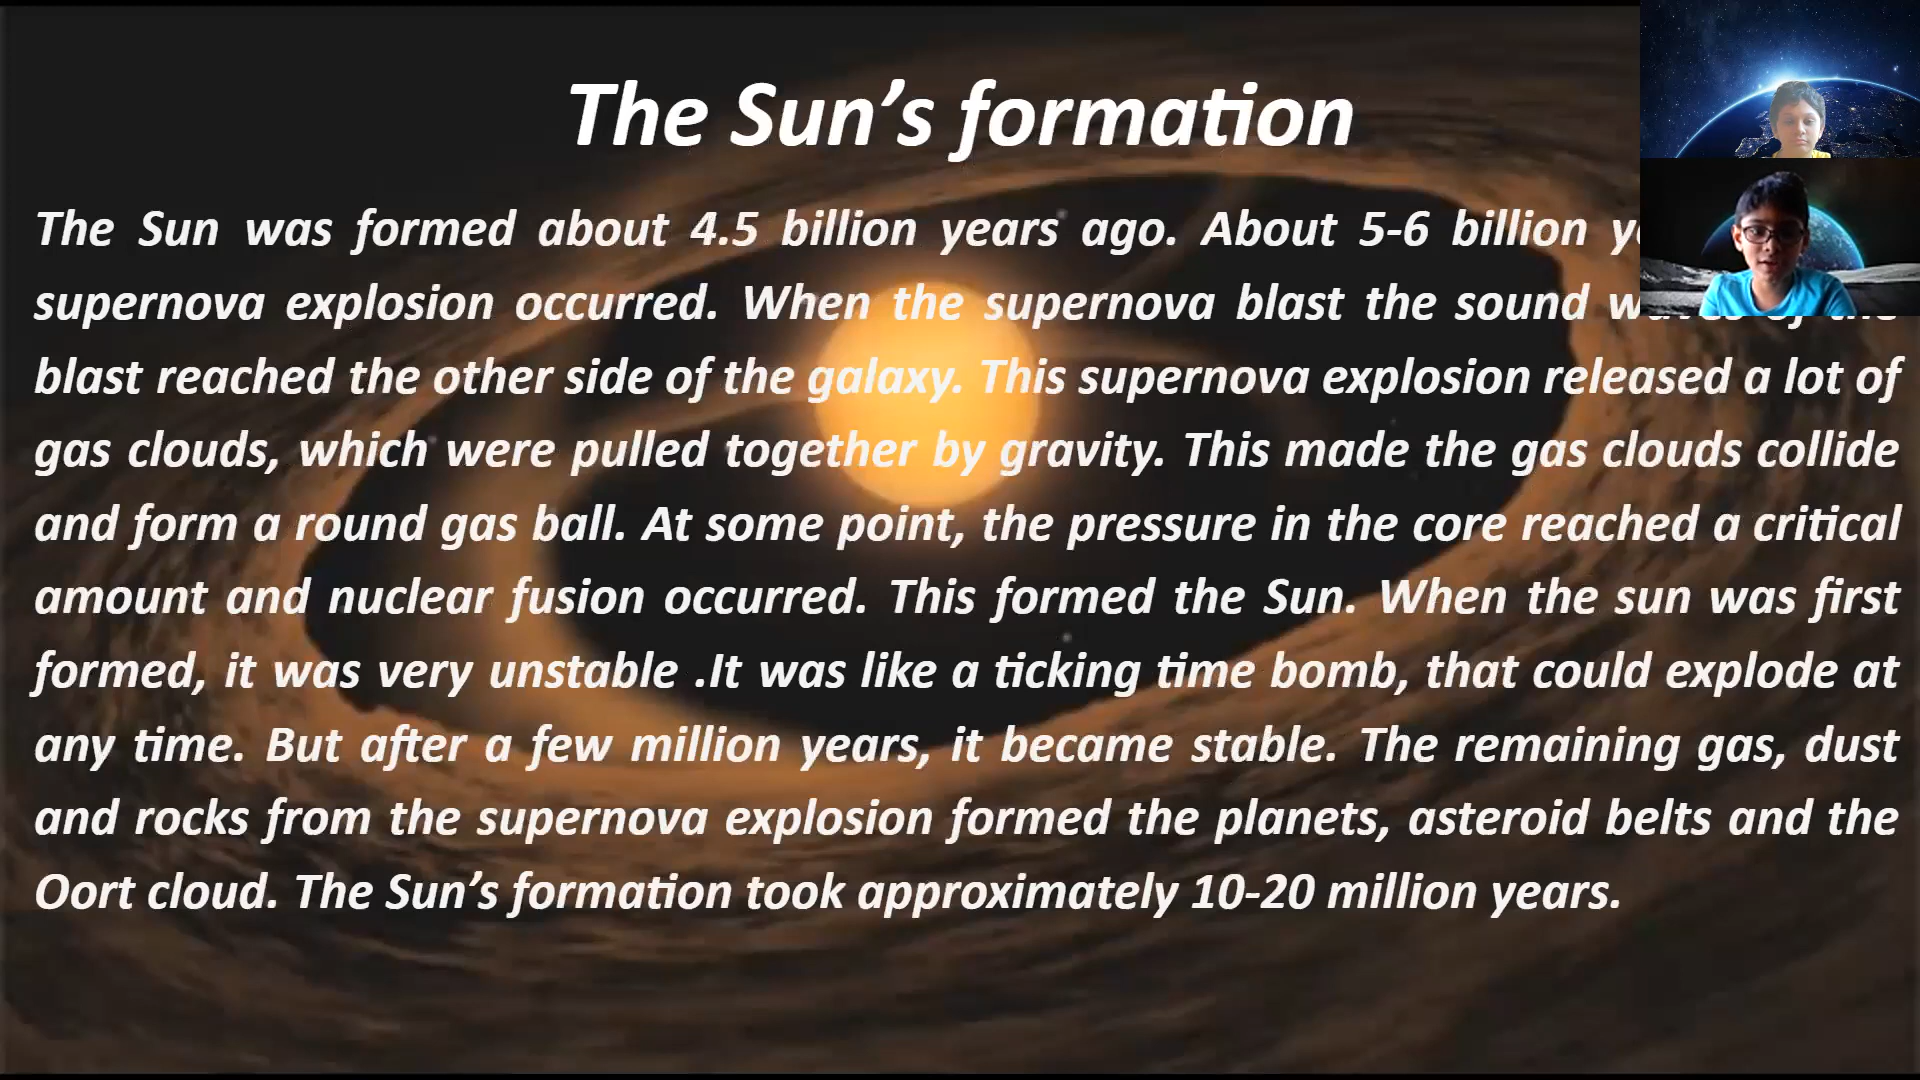 The Sun's formation
The Sun was formed about 4.5 billion years ago. About 5-6 billion
supernova explosion occurred. When the supernova blast the sound
blast reached the other side of the galaxy. This supernova explosion released a lot of
gas clouds, which were pulled together by gravity. This made the gas clouds collide
and form a round gas ball. At some point, the pressure in the core reached a critical
amount and nuclear fusion occurred. This formed the Sun. When the sun was first
formed, it was very unstable .It was like a ticking time bomb, that could explode at
any time. But after a few million years, it became stable. The remaining gas, dust
and rocks from the supernova explosion formed the planets, asteroid belts and the
Oort cloud. The Sun's formation took approximately 10-20 million years.